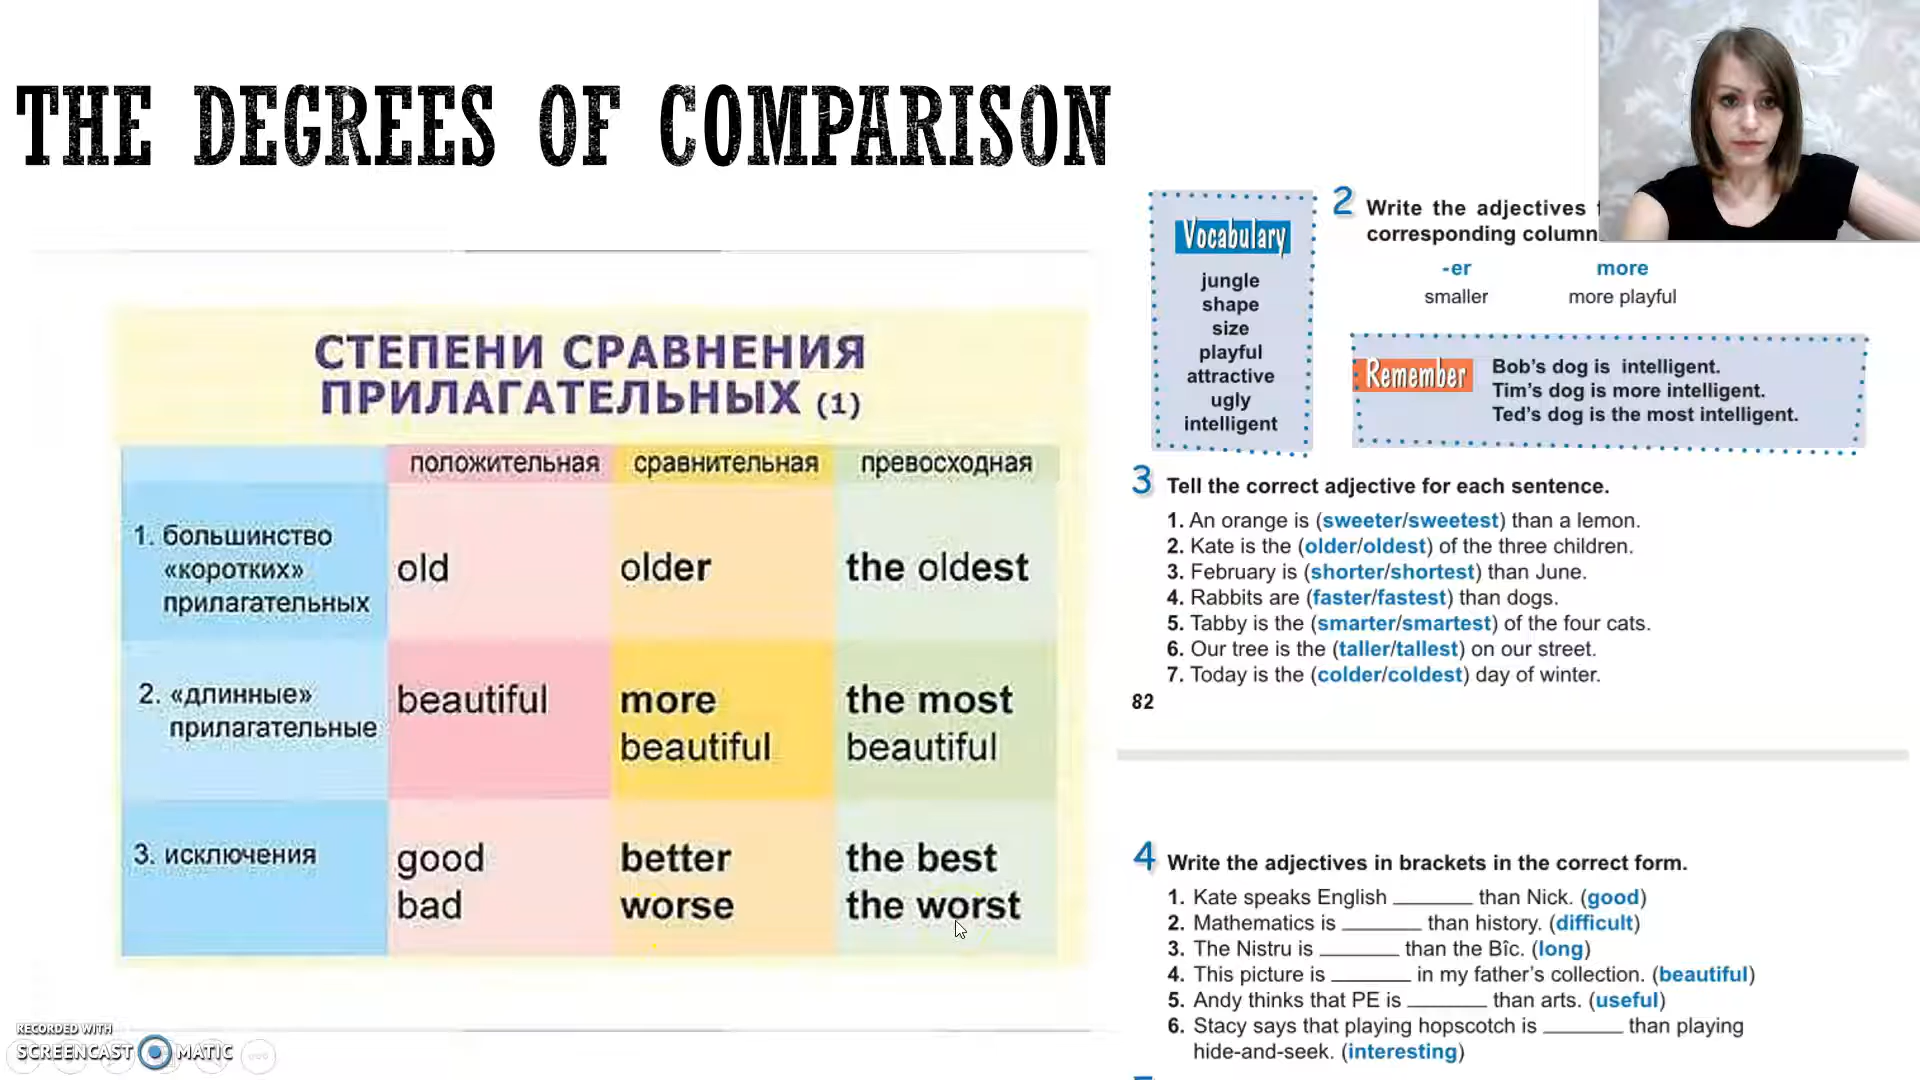 THE DEGREES OF COMPARISON
СТЕПЕНИ СРАВНЕНИЯ
ПРИЛАГАТЕЛЬНЫХ (1)
положительная сравнительная превосходная
1. большинство
«коротких»
прилагательных
old older the oldest
2. «длинные»
прилагательные
beautiful more the most
beautiful beautiful
3. исключения
good better the best
bad worse the worst
RECORDED WITH
SCREENCAST MATIC
Vocabulary
jungle
shape
size
playful
attractive
ugly
intelligent
2 Write the adjectives
corresponding column
-er more
smaller more playful
Remember
Bob's dog is intelligent.
Tim's dog is more intelligent.
Ted's dog is the most intelligent.
3 Tell the correct adjective for each sentence.
1. An orange is (sweeter/sweetest) than a lemon.
2. Kate is the (older/oldest) of the three children.
3. February is (shorter/shortest) than June.
4. Rabbits are (faster/fastest) than dogs.
5. Tabby is the (smarter/smartest) of the four cats.
6. Our tree is the (taller/tallest) on our street.
7. Today is the (colder/coldest) day of winter.
82
4 Write the adjectives in brackets in the correct form.
1. Kate speaks English ______ than Nick. (good)
2. Mathematics is ______ than history. (difficult)
3. The Nistru is ______ than the Bîc. (long)
4. This picture is ______ in my father's collection. (beautiful)
5. Andy thinks that PE is ______ than arts. (useful)
6. Stacy says that playing hopscotch is ______ than playing
hide-and-seek. (interesting)